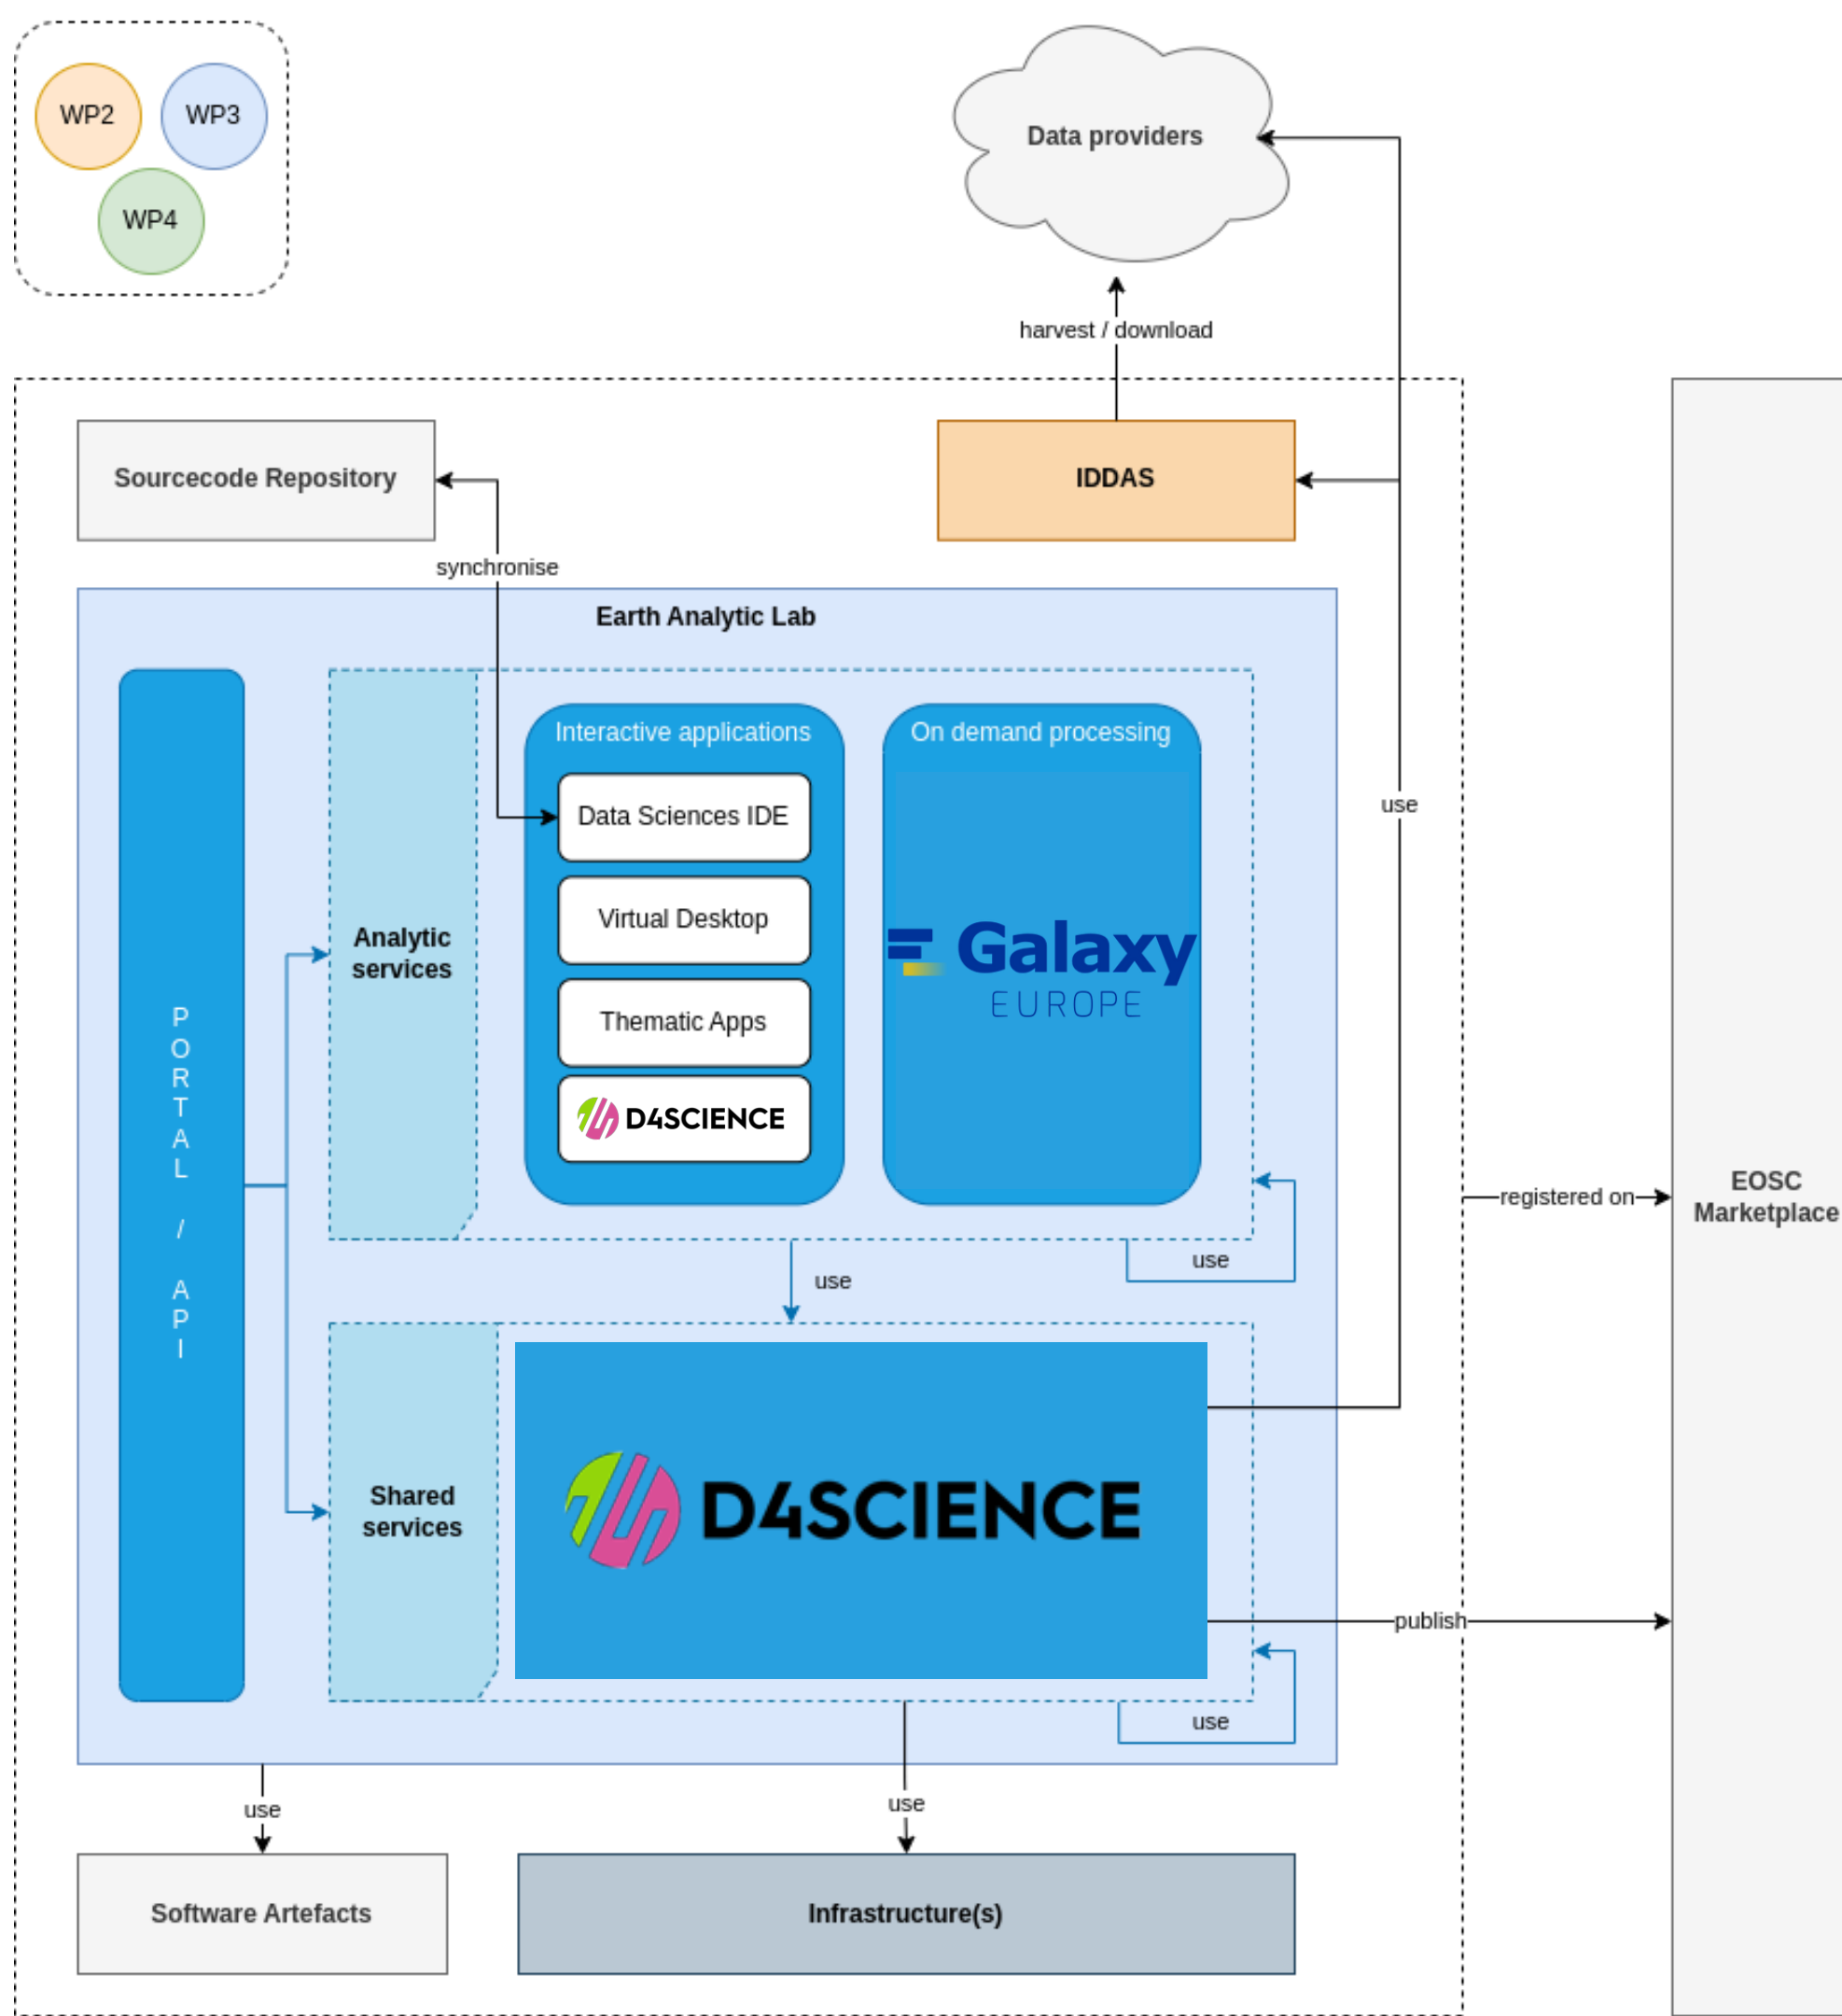 WP2
WP3
WP4
Data providers
harvest / download
Sourcecode Repository
IDDAS
synchronise
Earth Analytic Lab
Interactive applications
On demand processing
Data Sciences IDE
Virtual Desktop
Thematic Apps
D4SCIENCE
Galaxy
EUROPE
Analytic
services
PORTAL / API
use
use
use
registered on
EOSC
Marketplace
Shared
services
D4SCIENCE
publish
use
use
use
Software Artefacts
Infrastructure(s)